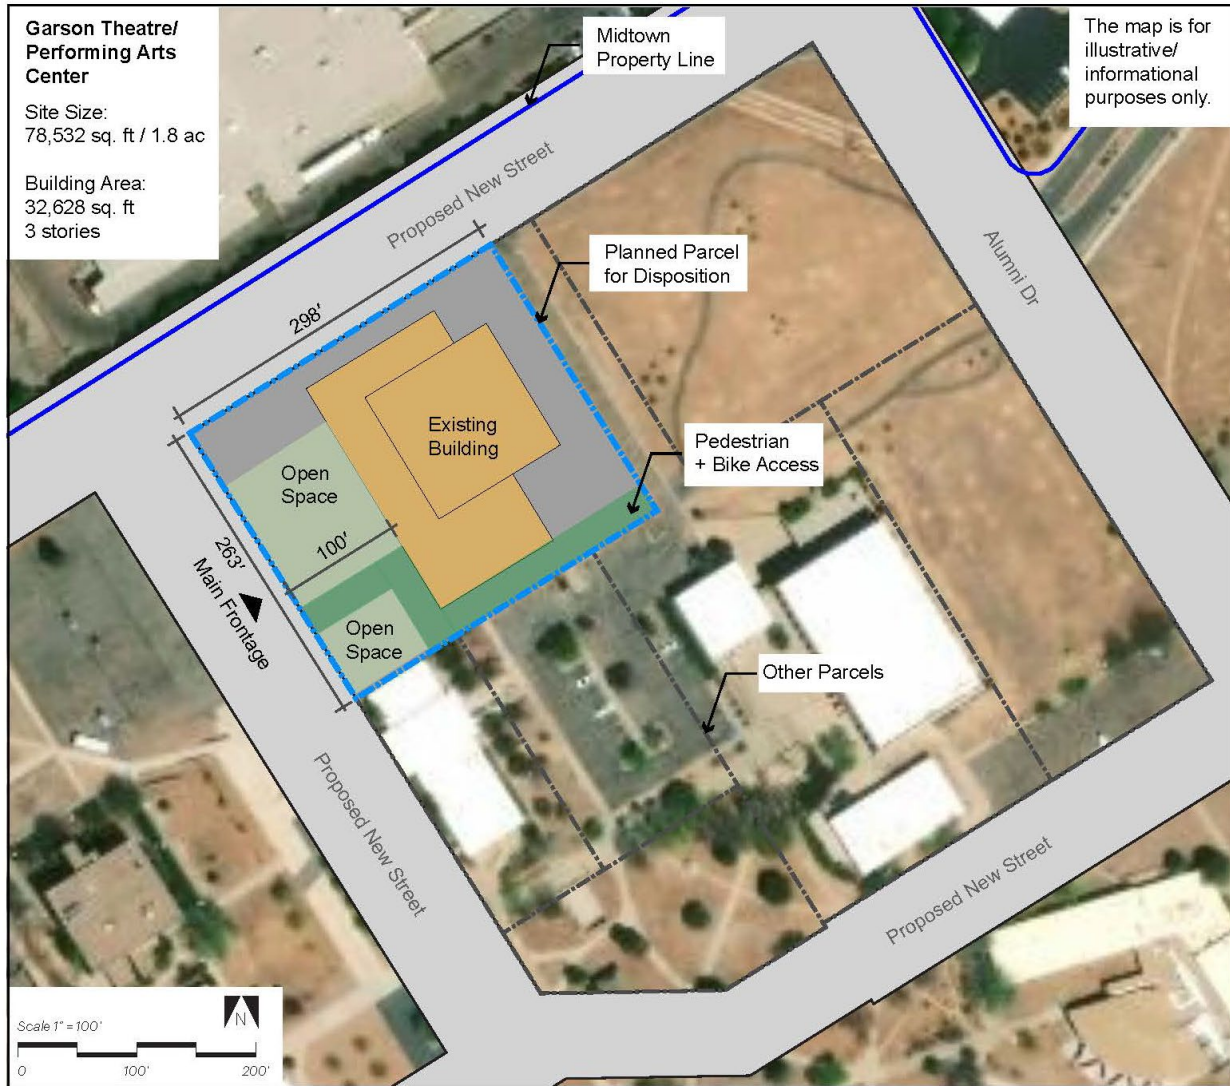 Garson Theatre/
Performing Arts
Center
Site Size:
78,532 sq. ft / 1.8 ac
Building Area:
32,628 sq. ft
3 stories
Midtown
Property Line
The map is for
illustrative/
informational
purposes only.
Proposed New Street
Alumni Dr
Planned Parcel
for Disposition
298'
Existing
Building
Pedestrian
+ Bike Access
Open
Space
100'
263'
Main Frontage
Open
Space
Other Parcels
Proposed New Street
Proposed New Street
N
Scale 1" = 100'
0 100' 200'